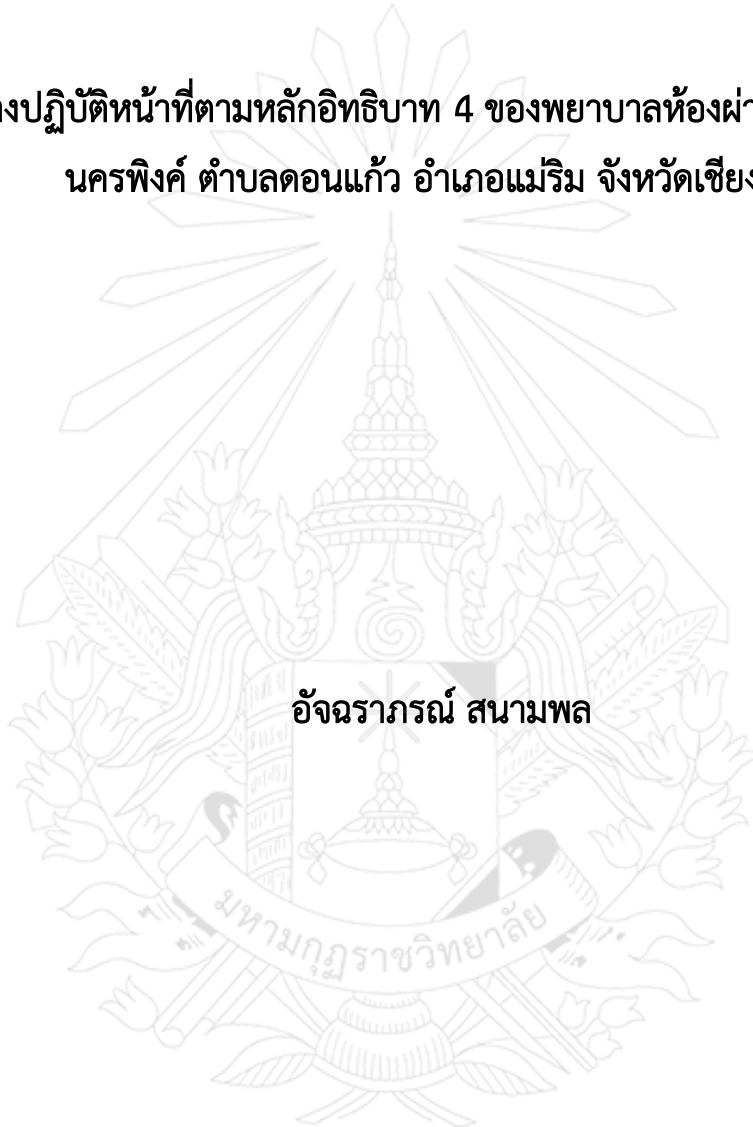 งปฏิบัติหน้าที่ตามหลักอิทธิบาท 4 ของพยาบาลห้องผ่า
นครพิงค์ ตำบลดอนแก้ว อำเภอแม่ริม จังหวัดเชียง
อัจฉราภรณ์ สนามพล
มหามกุฏราชวิทยาลัย